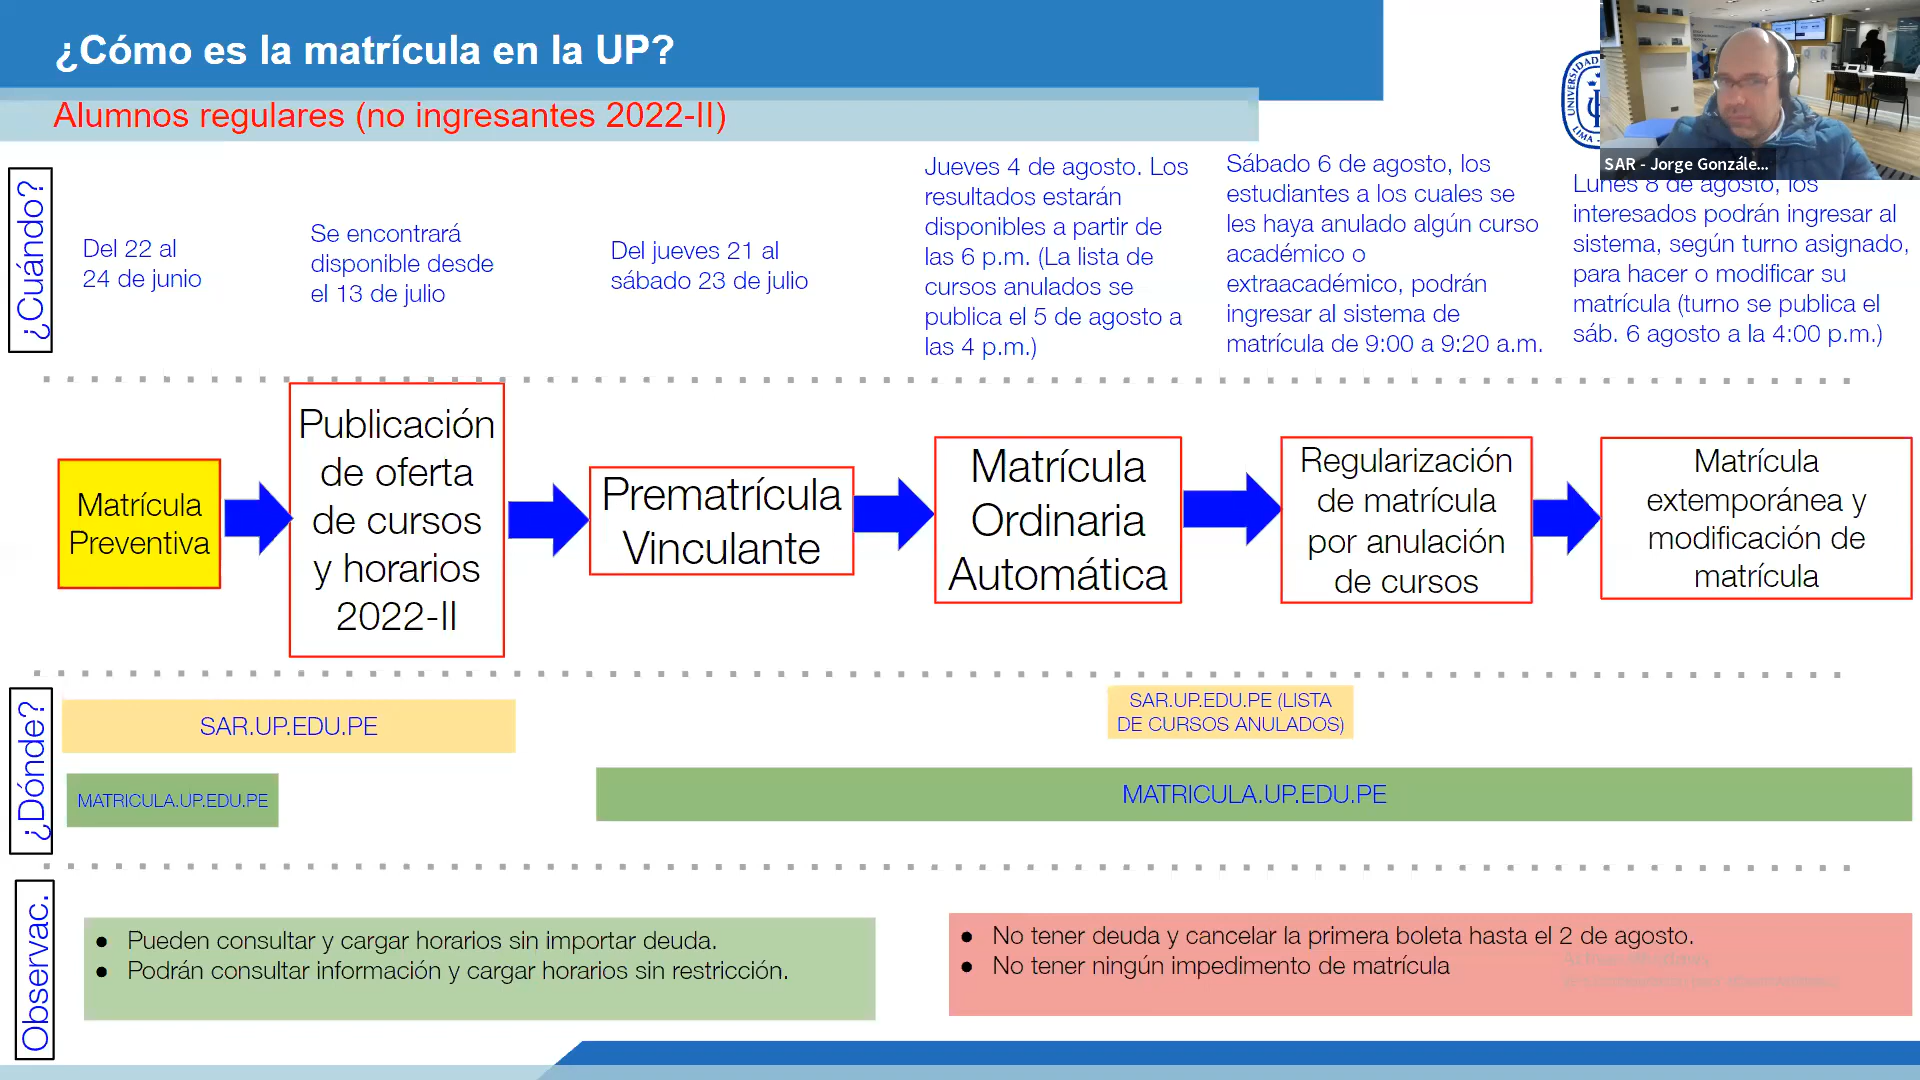 ¿Cómo es la matrícula en la UP?
Alumnos regulares (no ingresantes 2022-II)
UNIVERSIDAD
LIMA
SAR - Jorge Gonzále...
¿Cuándo?
Del 22 al
24 de junio
Se encontrará
disponible desde
el 13 de julio
Del jueves 21 al
sábado 23 de julio
Jueves 4 de agosto. Los
resultados estarán
disponibles a partir de
las 6 p.m. (La lista de
cursos anulados se
publica el 5 de agosto a
las 4 p.m.)
Sábado 6 de agosto, los
estudiantes a los cuales se
les haya anulado algún curso
académico o
extraacadémico, podrán
ingresar al sistema de
matrícula de 9:00 a 9:20 a.m.
Lunes 8 de agosto, los
interesados podrán ingresar al
sistema, según turno asignado,
para hacer o modificar su
matrícula (turno se publica el
sáb. 6 agosto a la 4:00 p.m.)
Matrícula
Preventiva
Publicación
de oferta
de cursos
y horarios
2022-II
Prematrícula
Vinculante
Matrícula
Ordinaria
Automática
Regularización
de matrícula
por anulación
de cursos
Matrícula
extemporánea y
modificación de
matrícula
¿Dónde?
SAR.UP.EDU.PE
SAR.UP.EDU.PE (LISTA
DE CURSOS ANULADOS)
MATRICULA.UP.EDU.PE
MATRICULA.UP.EDU.PE
Observac.
● Pueden consultar y cargar horarios sin importar deuda.
● Podrán consultar información y cargar horarios sin restricción.
● No tener deuda y cancelar la primera boleta hasta el 2 de agosto.
● No tener ningún impedimento de matrícula